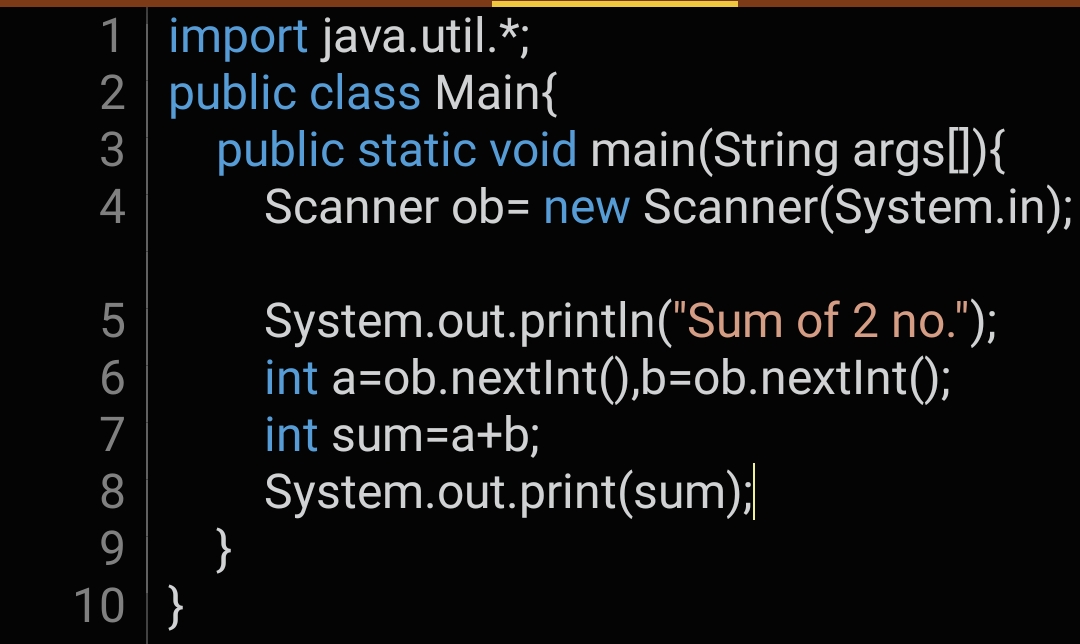 1 import java.util.*;
2 public class Main{
3 public static void main(String args[]){
4 Scanner ob= new Scanner(System.in);
5 System.out.println("Sum of 2 no.");
6 int a=ob.nextInt(),b=ob.nextInt();
7 int sum=a+b;
8 System.out.print(sum);
9 }
10 }